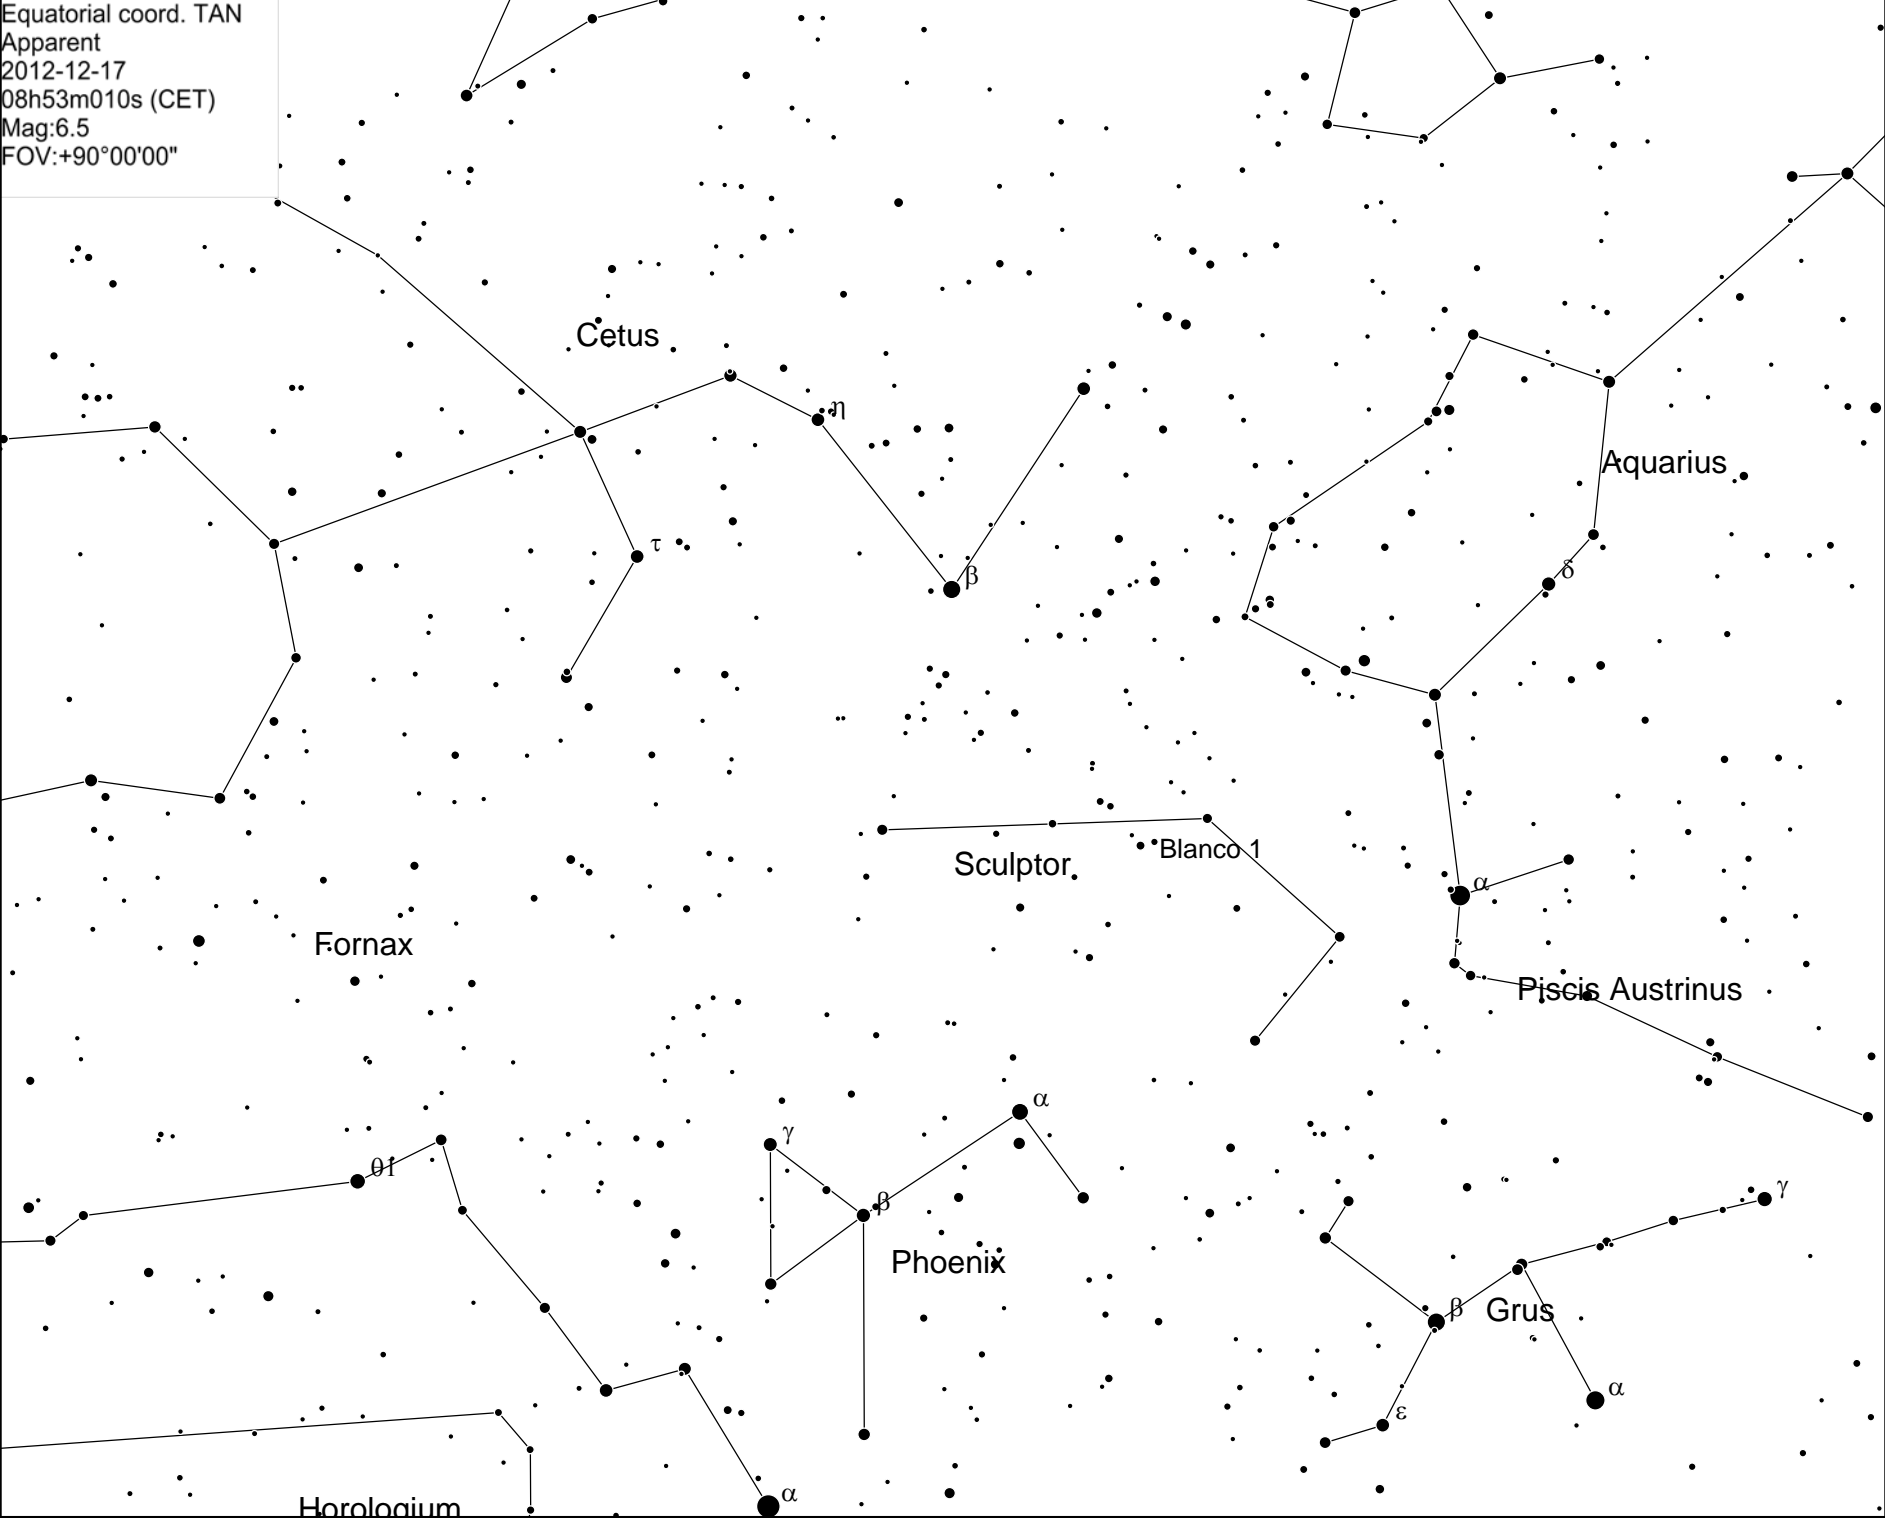 Equatorial coord. TAN
Apparent
2012-12-17
08h53m010s (CET)
Mag:6.5
FOV:+90°00'00"
Cetus
η
Aquarius
τ
β
δ
Blanco 1
Sculptor
α
Fornax
Piscis Austrinus
α
γ
θ1
γ
β
Phoenix
β
Grus
α
ε
α
Horologium